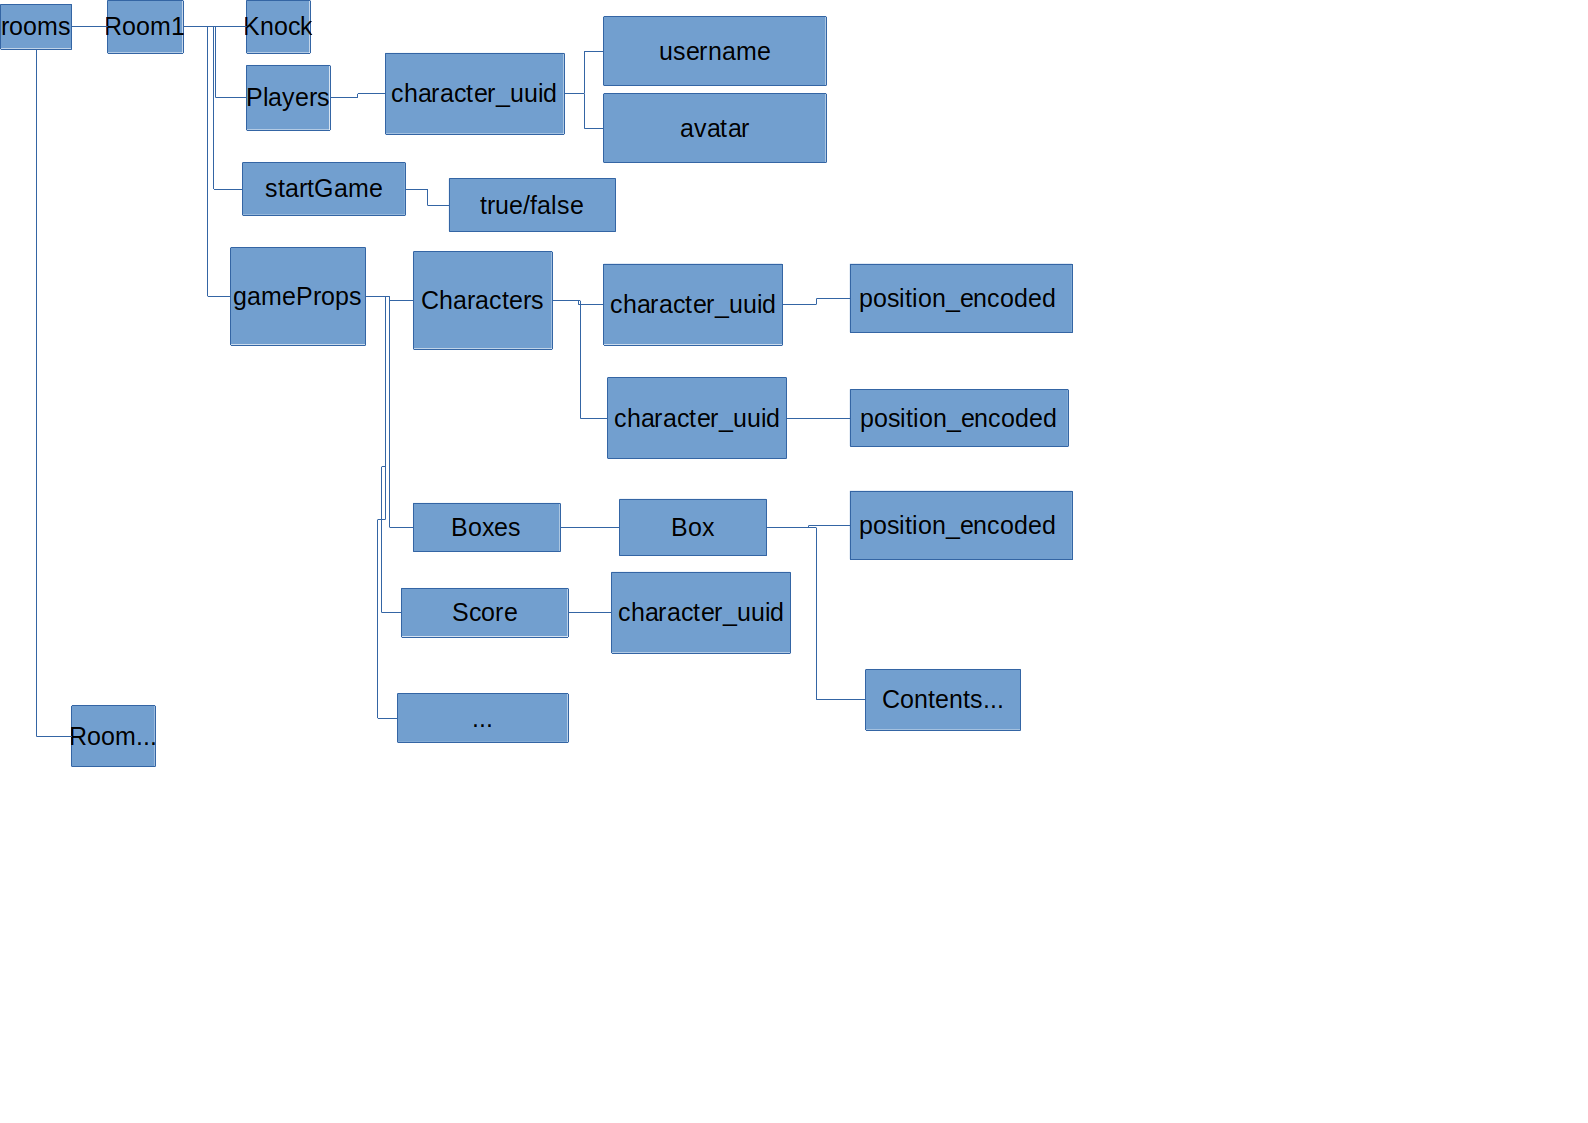 rooms
Room1
Knock
Players
character_uuid
username
avatar
startGame
true/false
gameProps
Characters
character_uuid
position_encoded
character_uuid
position_encoded
Boxes
Box
position_encoded
Score
character_uuid
Contents...
...
Room...